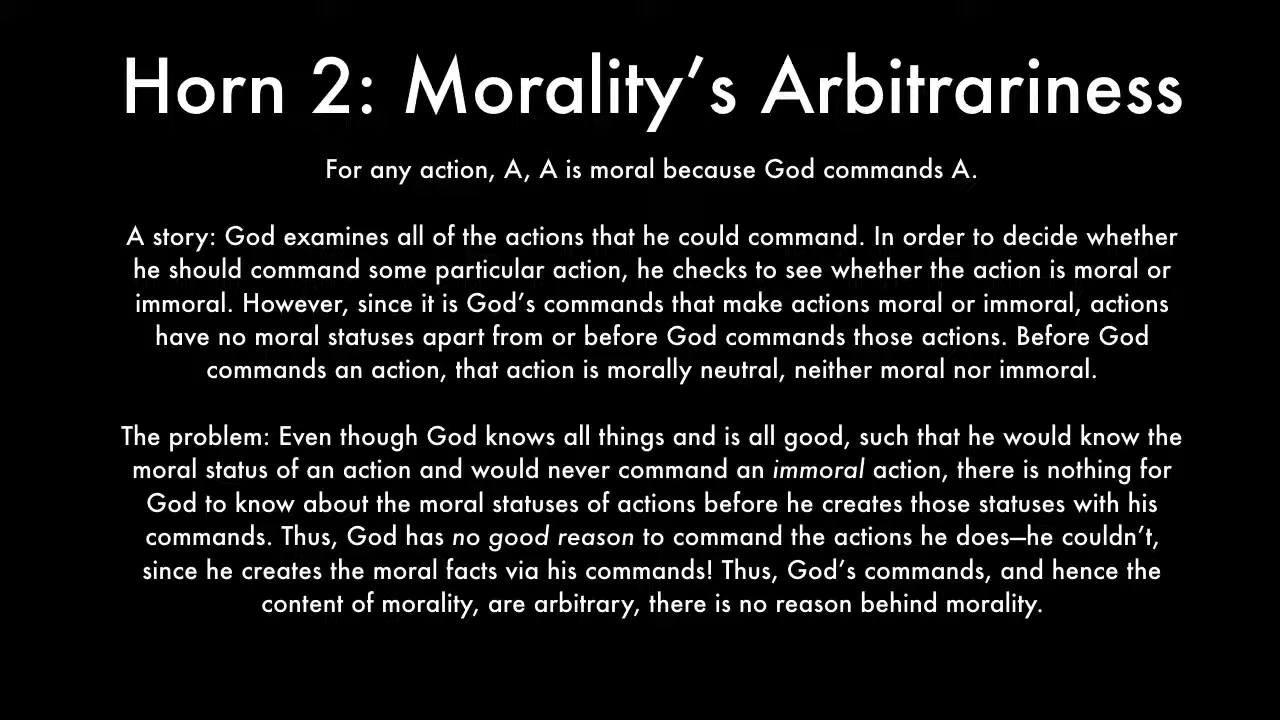 Horn 2: Morality’s Arbitrariness
For any action, A, A is moral because God commands A.
A story: God examines all of the actions that he could command. In order to decide whether
he should command some particular action, he checks to see whether the action is moral or
immoral. However, since it is God’s commands that make actions moral or immoral, actions
have no moral statuses apart from or before God commands those actions. Before God
commands an action, that action is morally neutral, neither moral nor immoral.
The problem: Even though God knows all things and is all good, such that he would know the
moral status of an action and would never command an immoral action, there is nothing for
God to know about the moral statuses of actions before he creates those statuses with his
commands. Thus, God has no good reason to command the actions he does—he couldn’t,
since he creates the moral facts via his commands! Thus, God’s commands, and hence the
content of morality, are arbitrary, there is no reason behind morality.